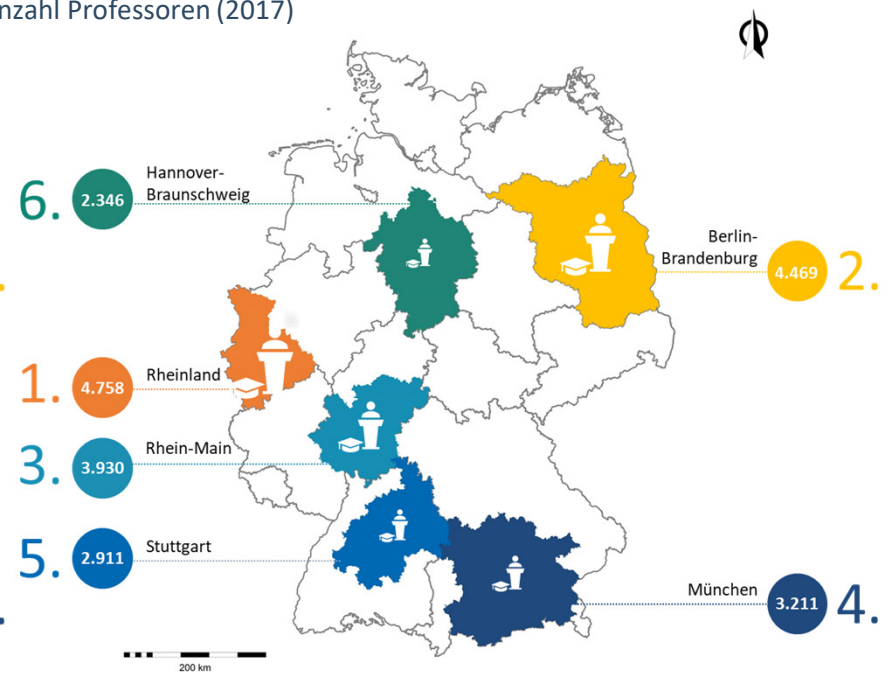 nzahl Professoren (2017)
6.
2.346
Hannover-
Braunschweig
Berlin-
Brandenburg
4.469
2.
1.
4.758
Rheinland
3.
3.930
Rhein-Main
5.
2.911
Stuttgart
München
3.211
4.
200 km